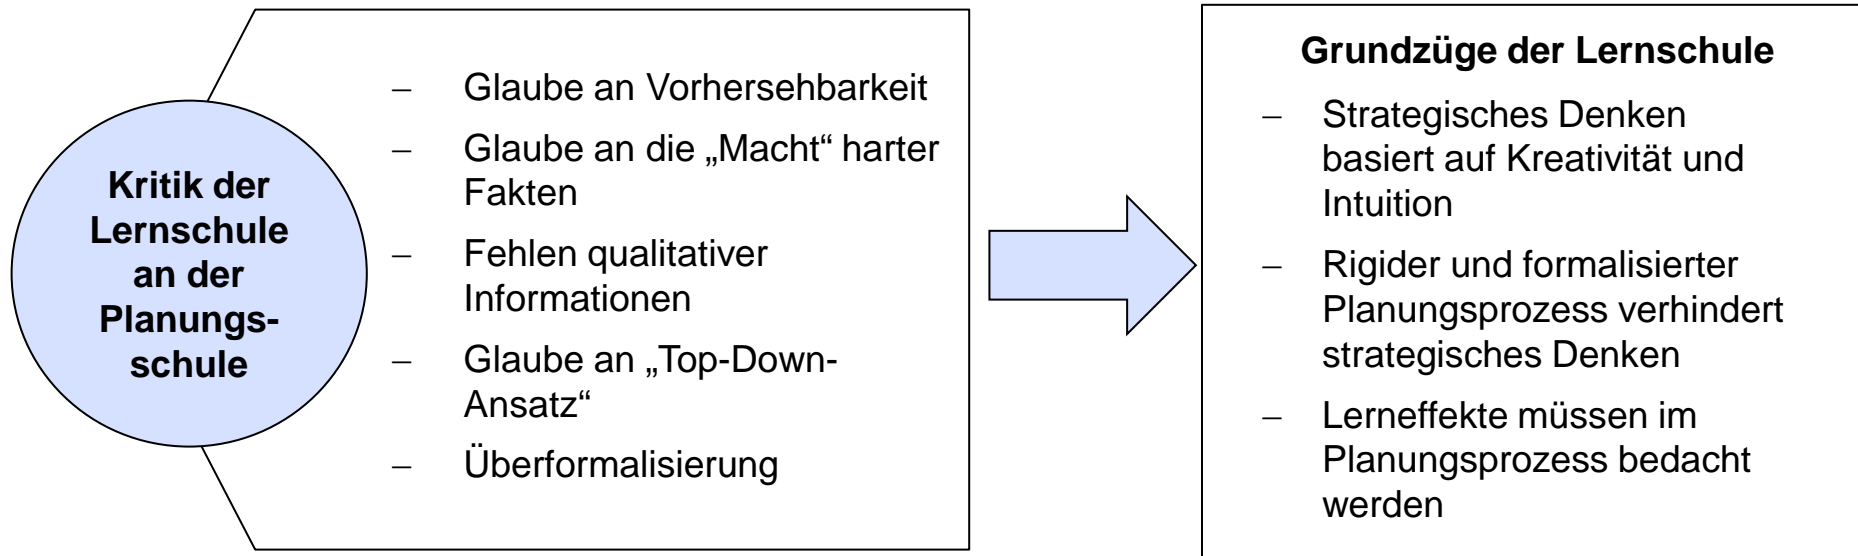 Kritik der
Lernschule
an der
Planungs-
schule
– Glaube an Vorhersehbarkeit
– Glaube an die „Macht“ harter
Fakten
– Fehlen qualitativer
Informationen
– Glaube an „Top-Down-
Ansatz“
– Überformalisierung
Grundzüge der Lernschule
– Strategisches Denken
basiert auf Kreativität und
Intuition
– Rigider und formalisierter
Planungsprozess verhindert
strategisches Denken
– Lerneffekte müssen im
Planungsprozess bedacht
werden